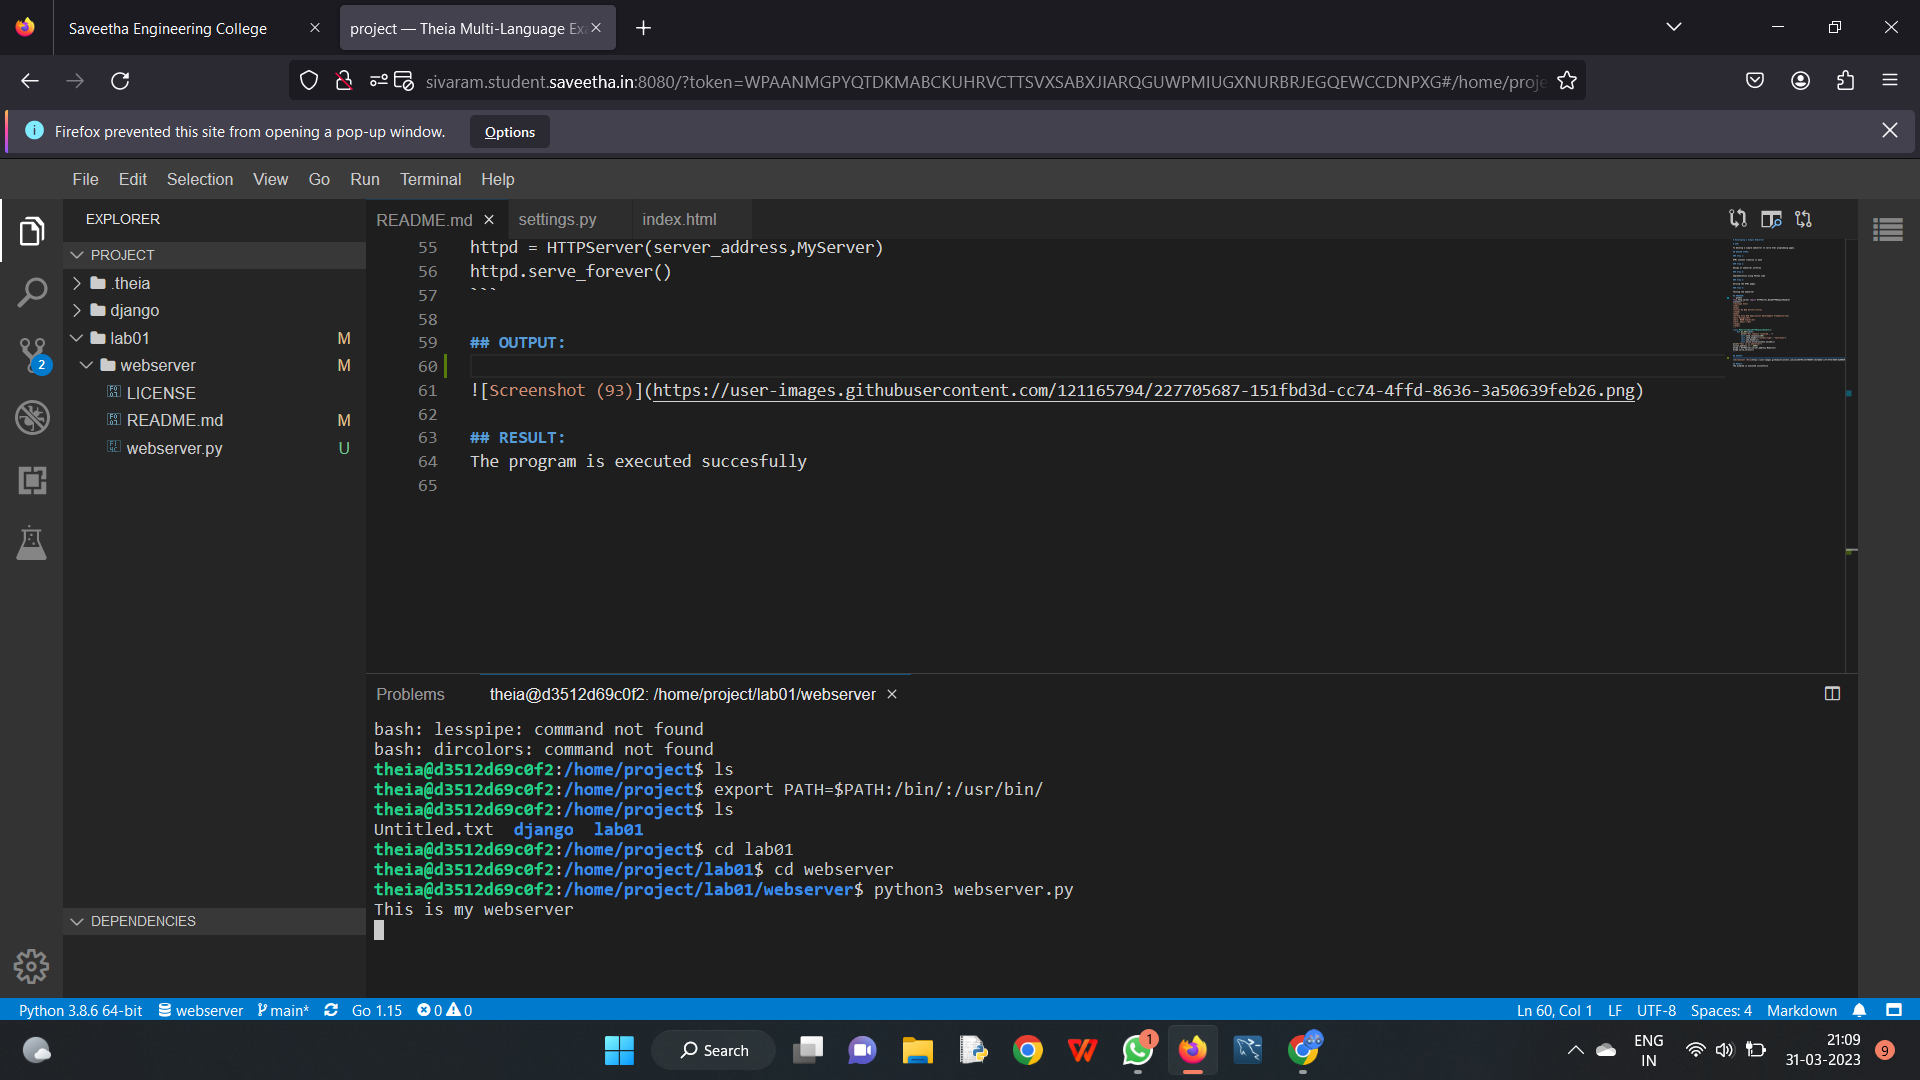 Saveetha Engineering College
project — Theia Multi-Language Ex
sivaram.student.saveetha.in:8080/?token=WPAANMGPYQTDKMABCKUHRVCTTSVXSABXJIARQGUWPMIUGXNURBRJEGQEWCCDNPXG#/home/proje
Firefox prevented this site from opening a pop-up window. Options
File Edit Selection View Go Run Terminal Help
EXPLORER
README.md settings.py index.html
PROJECT
.theia
django
lab01 M
webserver M
LICENSE
README.md M
webserver.py U
DEPENDENCIES
55 httpd = HTTPServer(server_address,MyServer)
56 httpd.serve_forever()
57 ```
58
59 ## OUTPUT:
60
61 ![Screenshot (93)](https://user-images.githubusercontent.com/121165794/227705687-151fbd3d-cc74-4ffd-8636-3a50639feb26.png)
62
63 ## RESULT:
64 The program is executed succesfully
65
Problems theia@d3512d69c0f2: /home/project/lab01/webserver
bash: lesspipe: command not found
bash: dircolors: command not found
theia@d3512d69c0f2:/home/project$ ls
theia@d3512d69c0f2:/home/project$ export PATH=$PATH:/bin/:/usr/bin/
theia@d3512d69c0f2:/home/project$ ls
Untitled.txt django lab01
theia@d3512d69c0f2:/home/project$ cd lab01
theia@d3512d69c0f2:/home/project/lab01$ cd webserver
theia@d3512d69c0f2:/home/project/lab01/webserver$ python3 webserver.py
This is my webserver
2
Python 3.8.6 64-bit webserver main* Go 1.15 0 0 Ln 60, Col 1 LF UTF-8 Spaces: 4 Markdown
Search
1
ENG
IN
21:09
31-03-2023
9